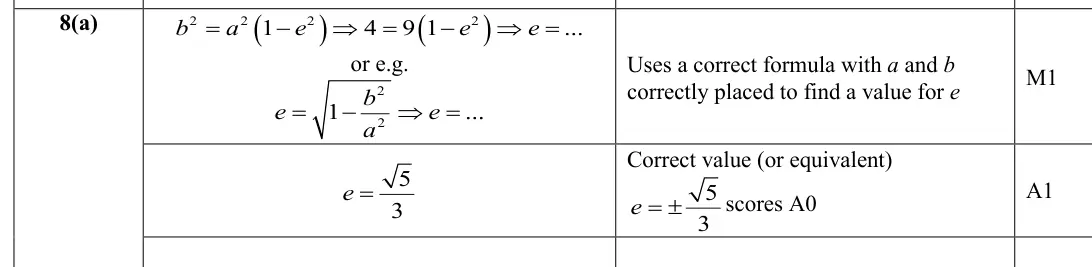 8(a)
b² = a²(1 − e²) ⇒ 4 = 9(1 − e²) ⇒ e = ...
or e.g.
e = √(1 − b²/a²) ⇒ e = ...
Uses a correct formula with a and b
correctly placed to find a value for e
M1
e = √5/3
Correct value (or equivalent)
e = ± √5/3 scores A0
A1